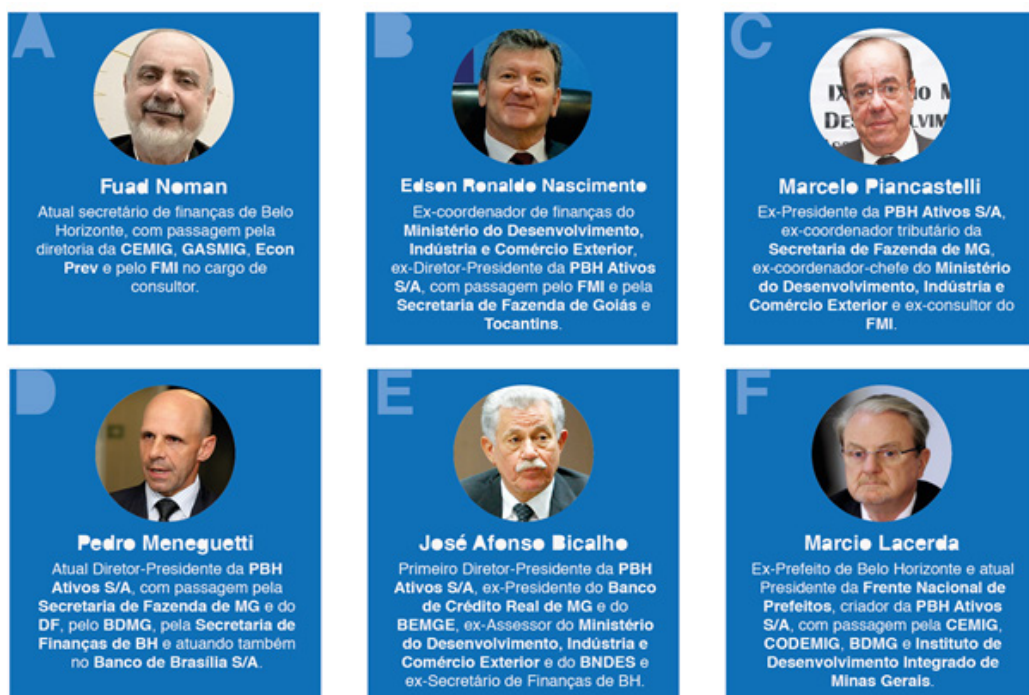 A
Fuad Noman
Atual secretário de finanças de Belo
Horizonte, com passagem pela
diretoria da CEMIG, GASMIG, Econ
Prev e pelo FMI no cargo de
consultor.
B
Edson Ronaldo Nascimento
Ex-coordenador de finanças do
Ministério do Desenvolvimento,
Indústria e Comércio Exterior,
ex-Diretor-Presidente da PBH Ativos
S/A, com passagem pelo FMI e pela
Secretaria de Fazenda de Goiás e
Tocantins.
C
IX
Marcelo Piancastelli
Ex-Presidente da PBH Ativos S/A,
ex-coordenador tributário da
Secretaria de Fazenda de MG,
ex-coordenador-chefe do Ministério
do Desenvolvimento, Indústria e
Comércio Exterior e ex-consultor do
FMI.
D
Pedro Meneguetti
Atual Diretor-Presidente da PBH
Ativos S/A, com passagem pela
Secretaria de Fazenda de MG e do
DF, pelo BDMG, pela Secretaria de
Finanças de BH e atuando também
no Banco de Brasília S/A.
E
José Afonso Bicalho
Primeiro Diretor-Presidente da PBH
Ativos S/A, ex-Presidente do Banco
de Crédito Real de MG e do
BEMGE, ex-Assessor do Ministério
do Desenvolvimento, Indústria e
Comércio Exterior e do BNDES e
ex-Secretário de Finanças de BH.
F
Marcio Lacerda
Ex-Prefeito de Belo Horizonte e atual
Presidente da Frente Nacional de
Prefeitos, criador da PBH Ativos
S/A, com passagem pela CEMIG,
CODEMIG, BDMG e Instituto de
Desenvolvimento Integrado de
Minas Gerais.